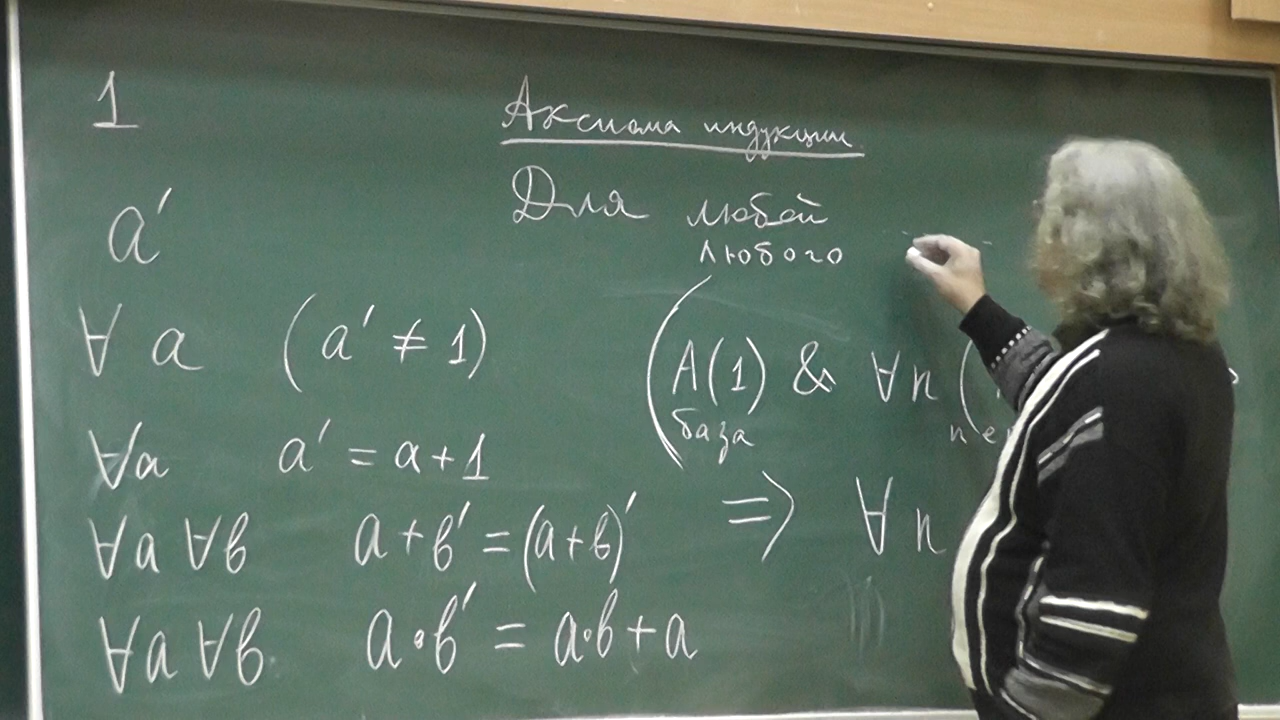 1
a′
∀ a (a′ ≠ 1)
∀a a′ = a+1
∀a ∀b a+b′ = (a+b)′
∀a ∀b a•b′ = a•b+a
Аксиома индукции
Для любой
любого
(A(1) & ∀n (
база
⇒ ∀n